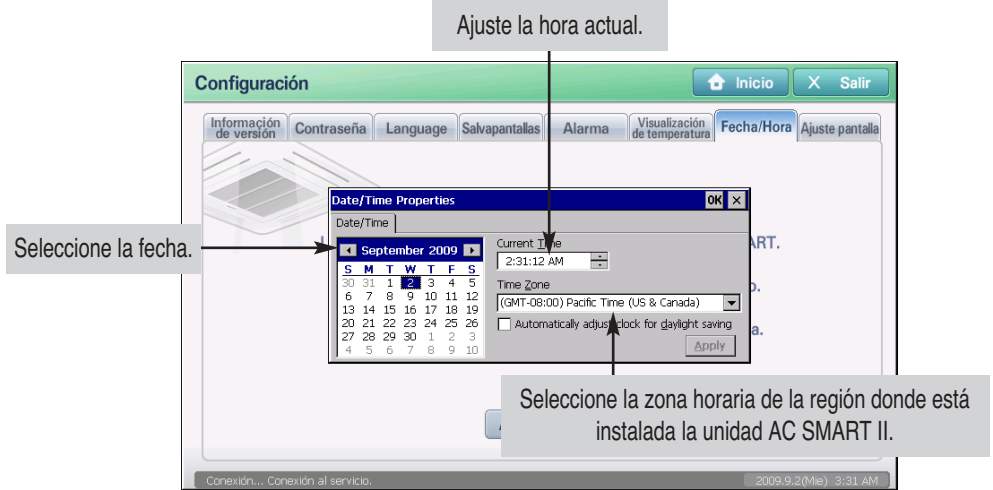 Ajuste la hora actual.
Configuración
Inicio
X Salir
Información de versión
Contraseña
Language
Salvapantallas
Alarma
Visualización de temperatura
Fecha/Hora
Ajuste pantalla
Date/Time Properties
OK ×
Date/Time
Seleccione la fecha.
September 2009
S M T W T F S
30 31 1 2 3 4 5
6 7 8 9 10 11 12
13 14 15 16 17 18 19
20 21 22 23 24 25 26
27 28 29 30 1 2 3
4 5 6 7 8 9 10
Current Time
2:31:12 AM
Time Zone
(GMT-08:00) Pacific Time (US & Canada)
Automatically adjust clock for daylight saving
Apply
ART.
o.
a.
Seleccione la zona horaria de la región donde está
instalada la unidad AC SMART II.
Conexión... Conexión al servicio.
2009.9.2(Mie) 3:31 AM